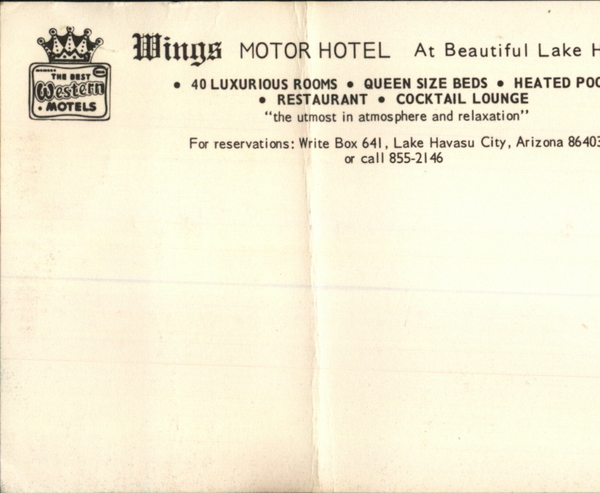 Wings MOTOR HOTEL At Beautiful Lake H
THE BEST
Western
MOTELS
• 40 LUXURIOUS ROOMS • QUEEN SIZE BEDS • HEATED POO
• RESTAURANT • COCKTAIL LOUNGE
"the utmost in atmosphere and relaxation"
For reservations: Write Box 641, Lake Havasu City, Arizona 86403
or call 855-2146